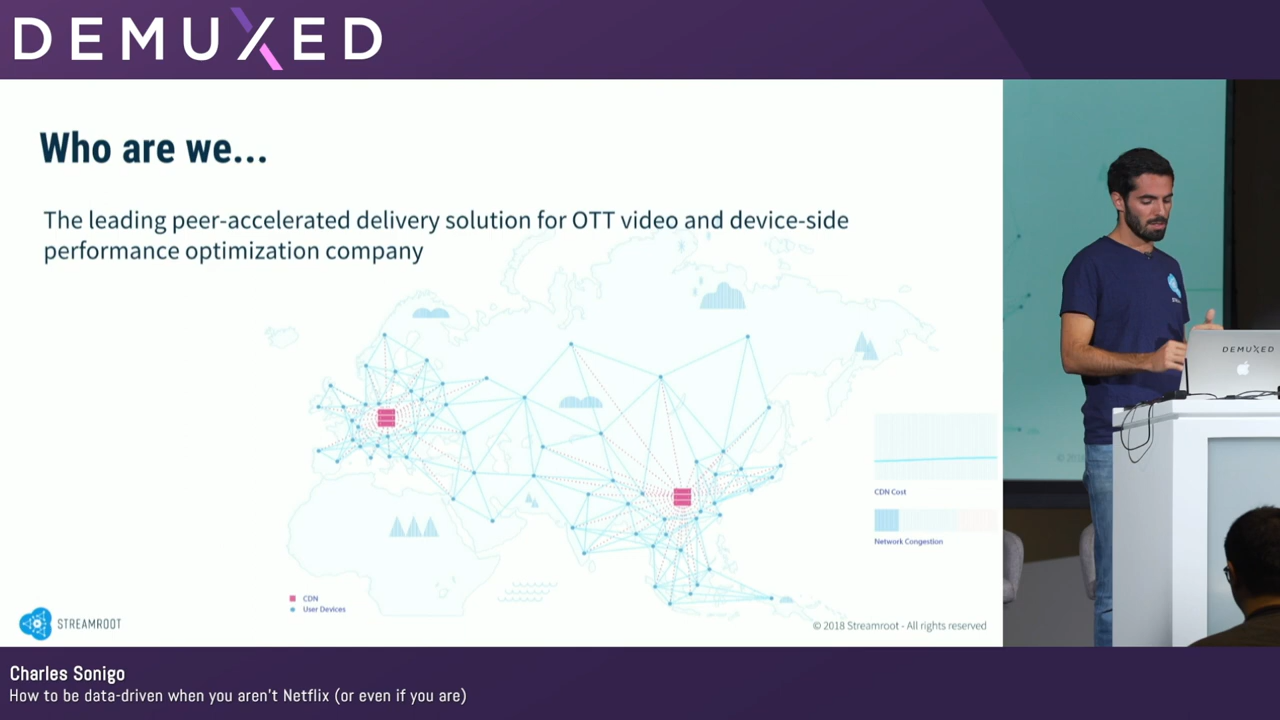 DEMUXED
Who are we...
The leading peer-accelerated delivery solution for OTT video and device-side
performance optimization company
CDN Cost
Network Congestion
CDN
User Devices
STREAMROOT
© 2018 Streamroot - All rights reserved
DEMUXED
Charles Sonigo
How to be data-driven when you aren't Netflix (or even if you are)